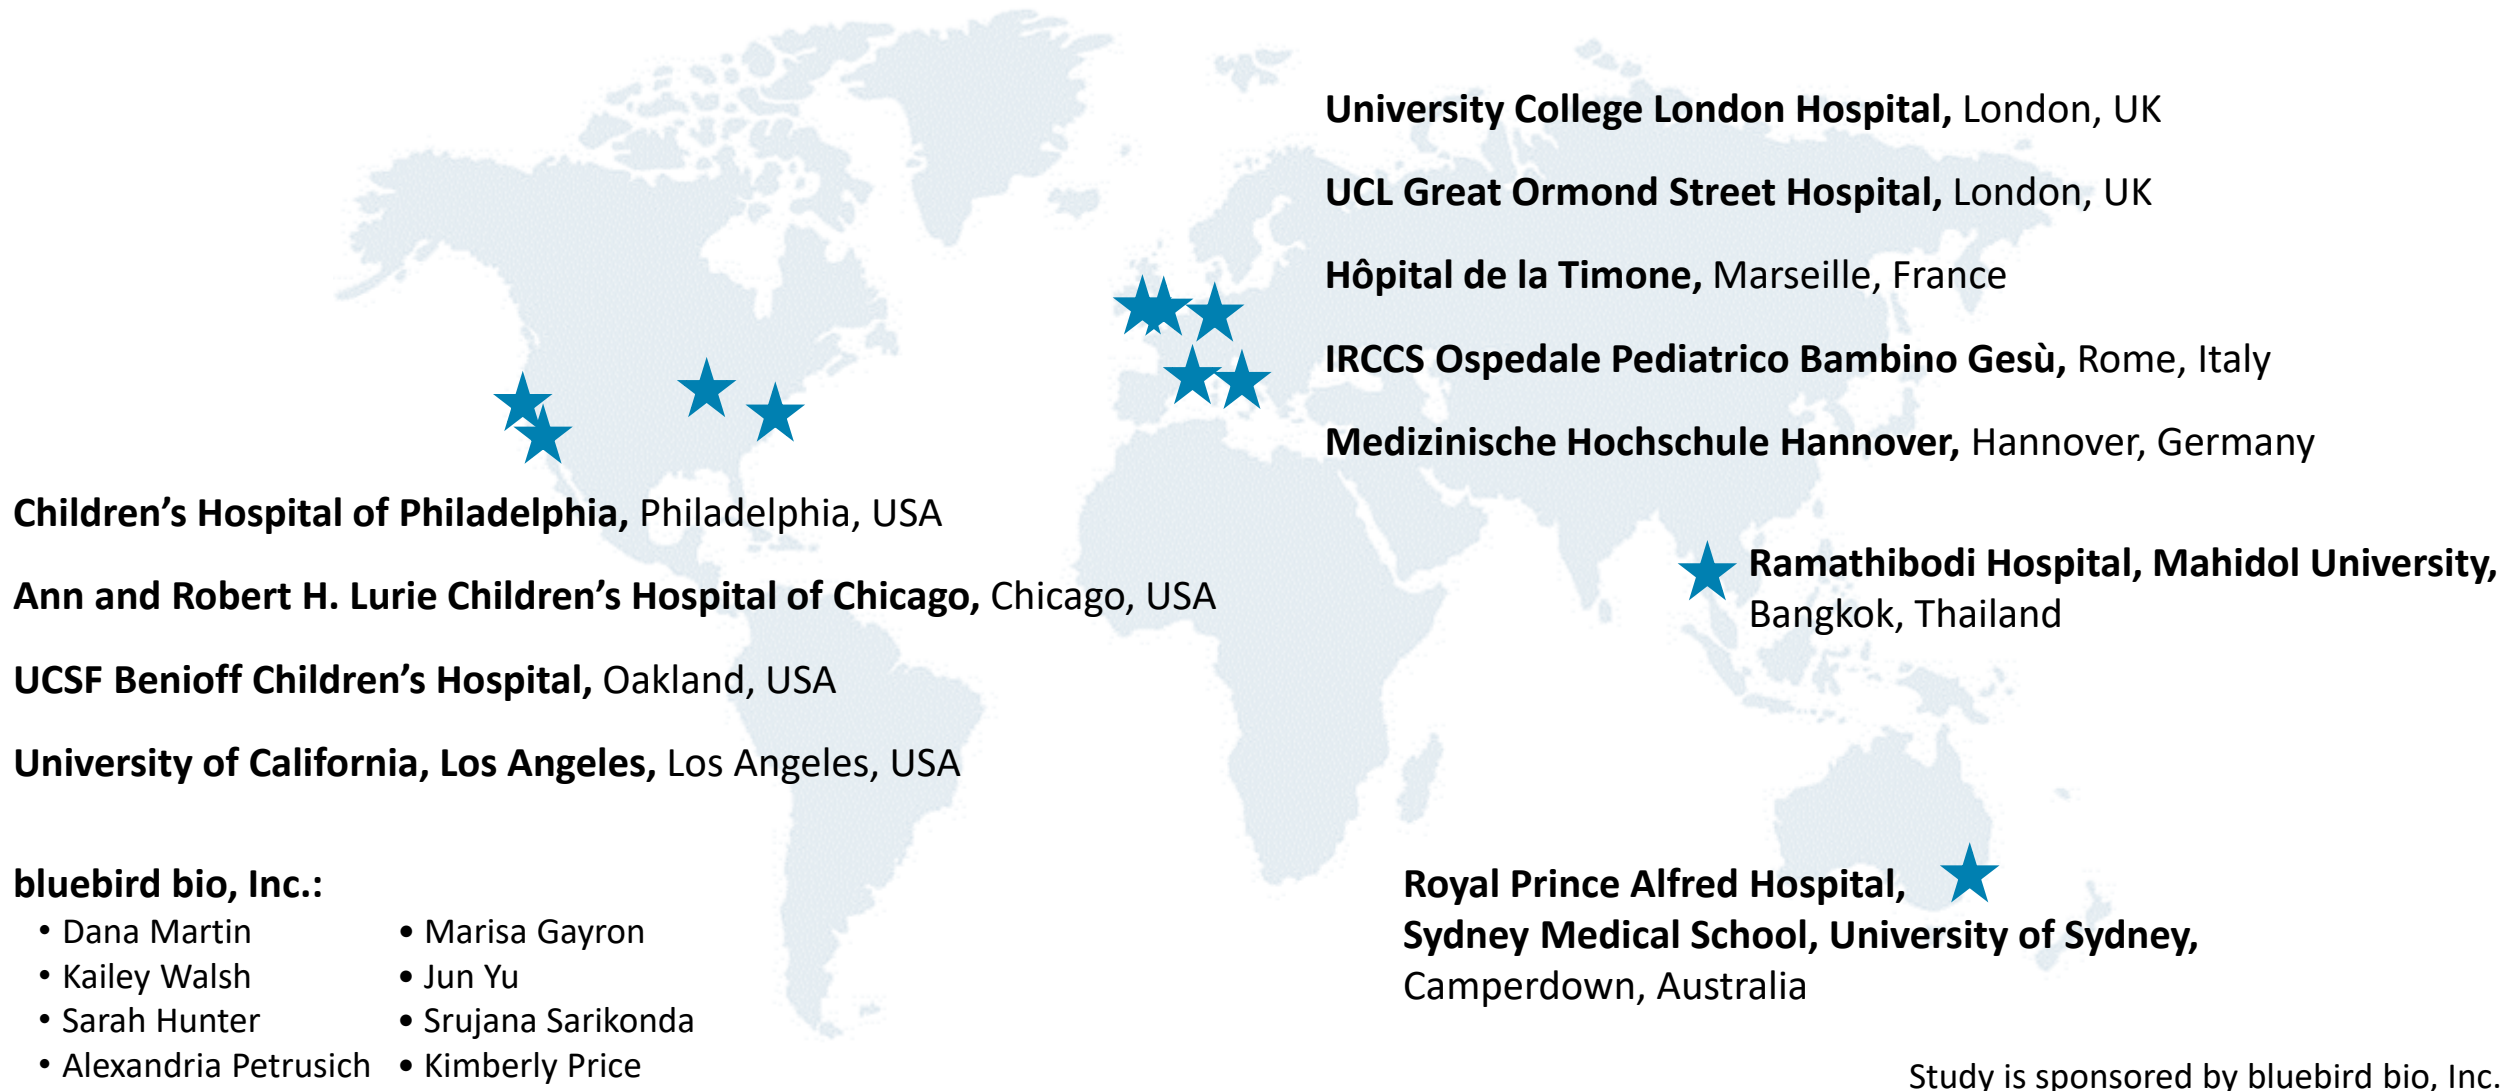 University College London Hospital, London, UK
UCL Great Ormond Street Hospital, London, UK
Hôpital de la Timone, Marseille, France
IRCCS Ospedale Pediatrico Bambino Gesù, Rome, Italy
Medizinische Hochschule Hannover, Hannover, Germany
Children’s Hospital of Philadelphia, Philadelphia, USA
Ann and Robert H. Lurie Children’s Hospital of Chicago, Chicago, USA
UCSF Benioff Children’s Hospital, Oakland, USA
University of California, Los Angeles, Los Angeles, USA
Ramathibodi Hospital, Mahidol University,
Bangkok, Thailand
Royal Prince Alfred Hospital,
Sydney Medical School, University of Sydney,
Camperdown, Australia
bluebird bio, Inc.:
• Dana Martin
• Kailey Walsh
• Sarah Hunter
• Alexandria Petrusich
• Marisa Gayron
• Jun Yu
• Srujana Sarikonda
• Kimberly Price
Study is sponsored by bluebird bio, Inc.